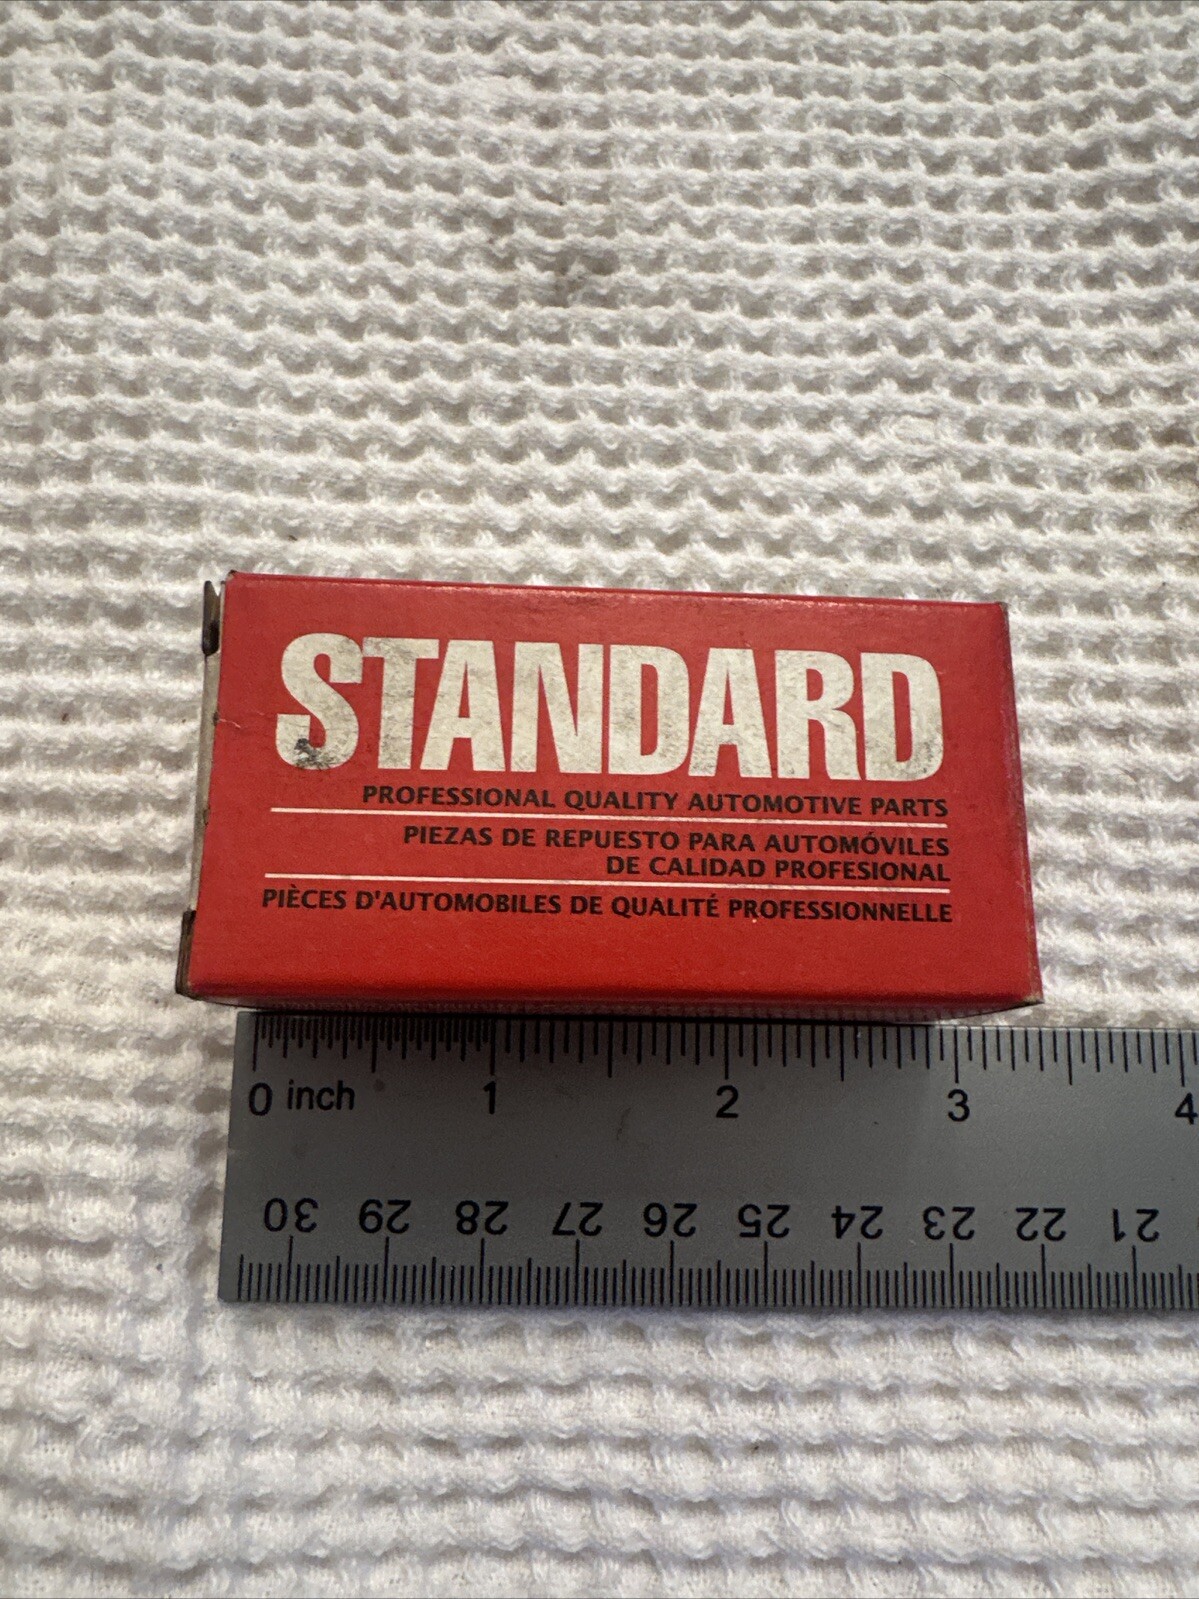 STANDARD
PROFESSIONAL QUALITY AUTOMOTIVE PARTS
PIEZAS DE REPUESTO PARA AUTOMÓVILES
DE CALIDAD PROFESIONAL
PIÈCES D'AUTOMOBILES DE QUALITÉ PROFESSIONNELLE
0 inch 1 2 3 4
30 29 28 27 26 25 24 23 22 21